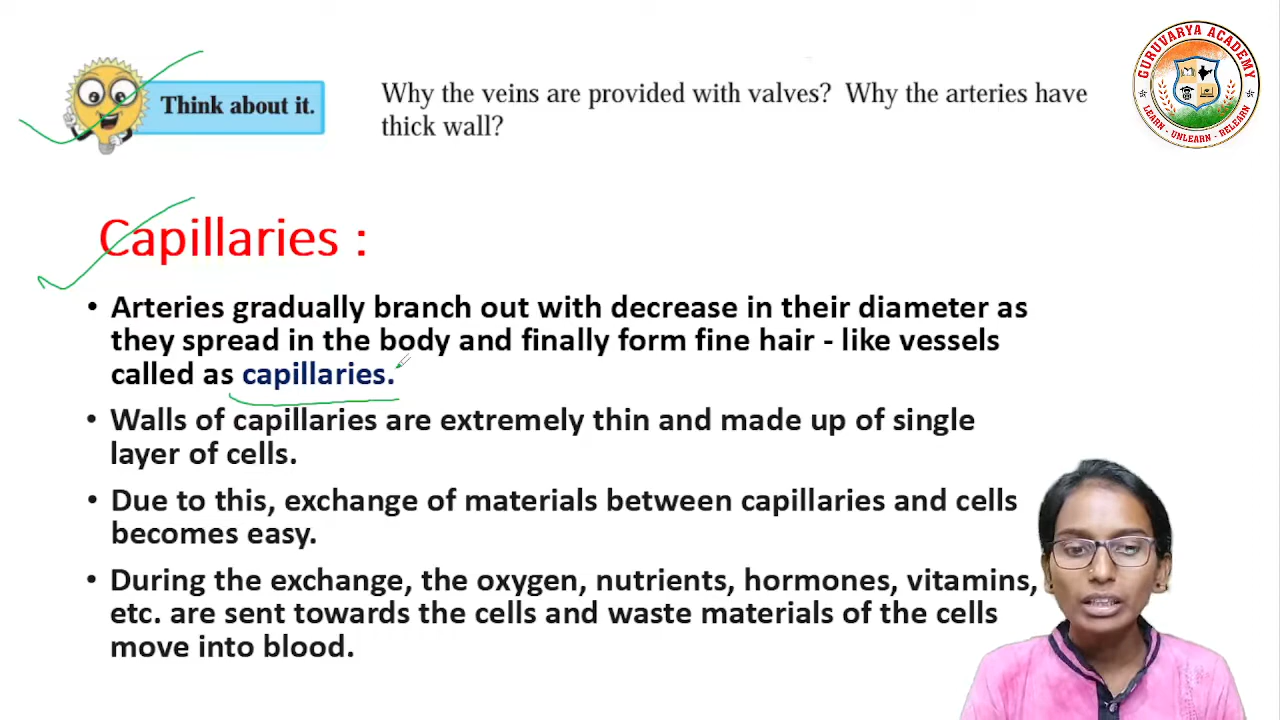 Think about it.
Why the veins are provided with valves? Why the arteries have
thick wall?
GURUVARYA ACADEMY
LEARN - UNLEARN - RELEARN
Capillaries :
• Arteries gradually branch out with decrease in their diameter as
they spread in the body and finally form fine hair - like vessels
called as capillaries.
• Walls of capillaries are extremely thin and made up of single
layer of cells.
• Due to this, exchange of materials between capillaries and cells
becomes easy.
• During the exchange, the oxygen, nutrients, hormones, vitamins,
etc. are sent towards the cells and waste materials of the cells
move into blood.